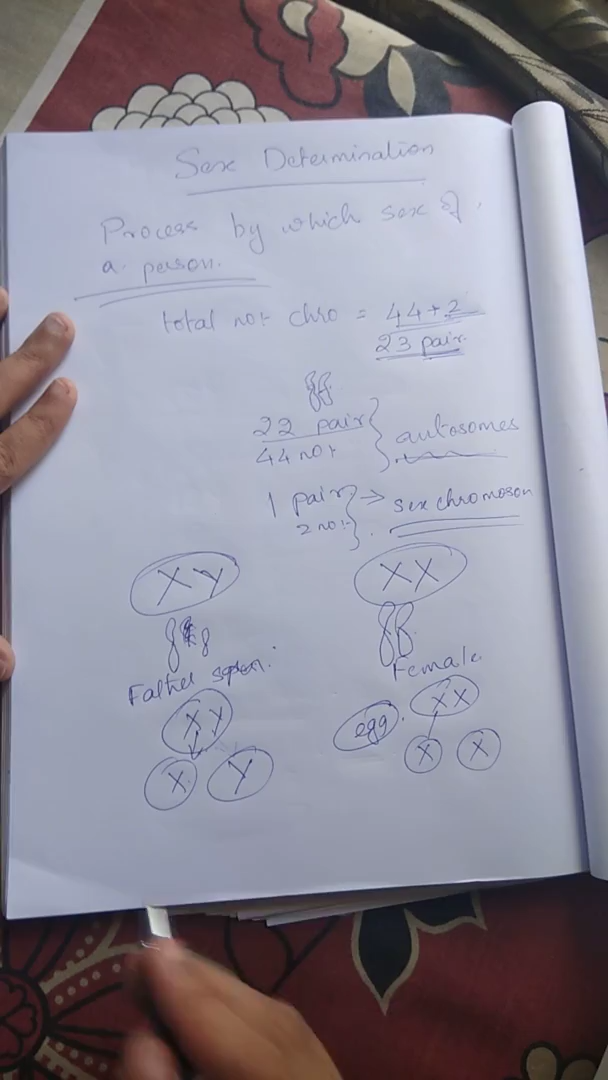 Sex Determination
Process by which sex of
a person.
total no:- chro = 44+2
23 pair
22 pair } autosomes
44 no:-
1 pair } → sex chromoson
2 no:-
XY XX
Father Female
XY egg. XX
X Y X X